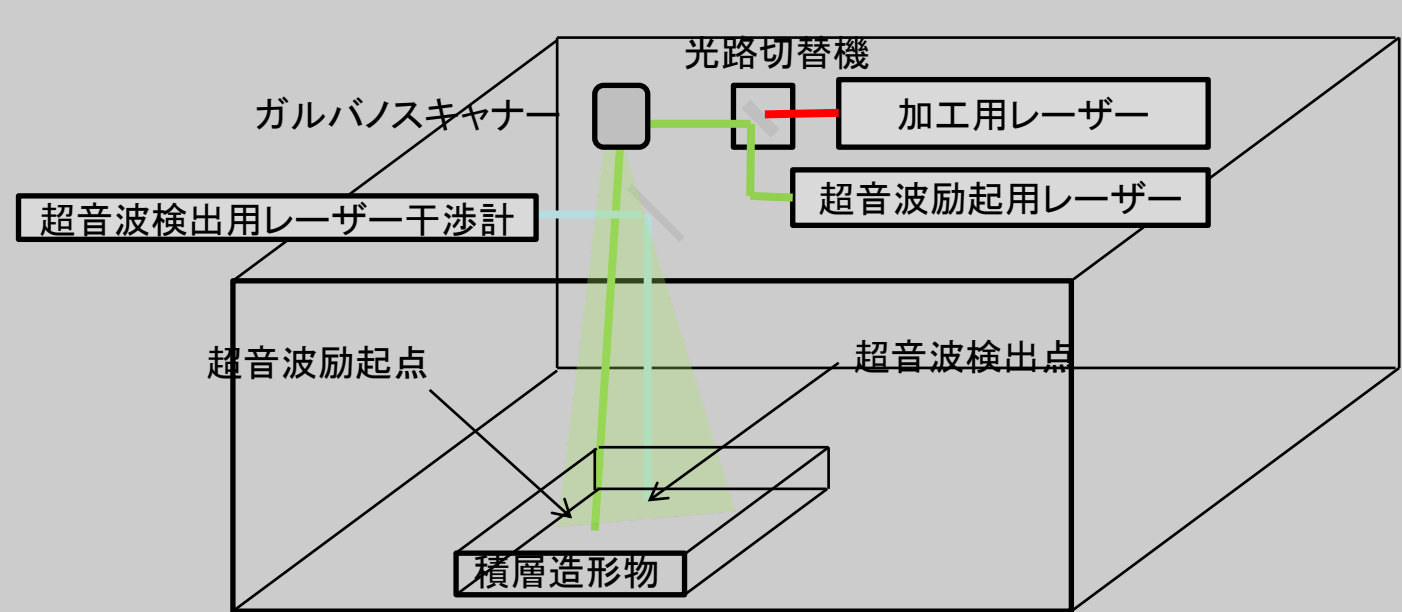 光路切替機
ガルバノスキャナー
加工用レーザー
超音波励起用レーザー
超音波検出用レーザー干渉計
超音波励起点
超音波検出点
積層造形物